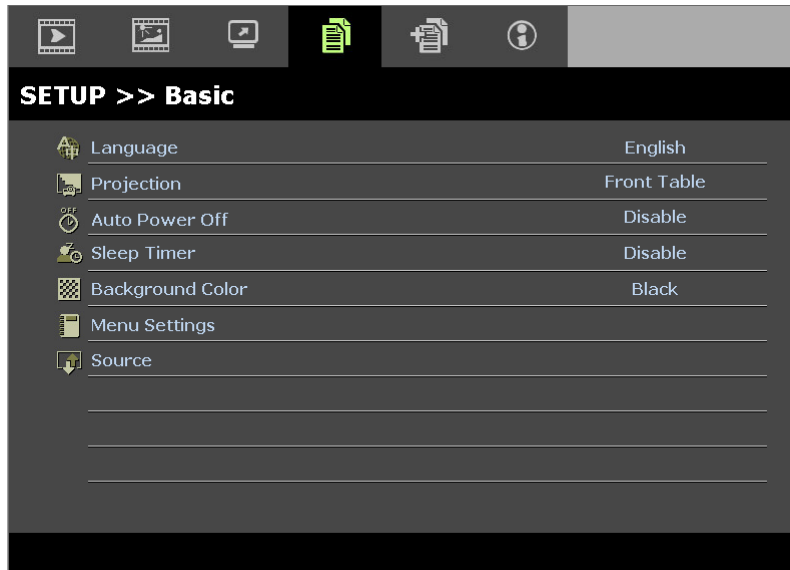 SETUP >> Basic
Language English
Projection Front Table
OFF
Auto Power Off Disable
Sleep Timer Disable
Background Color Black
Menu Settings
Source